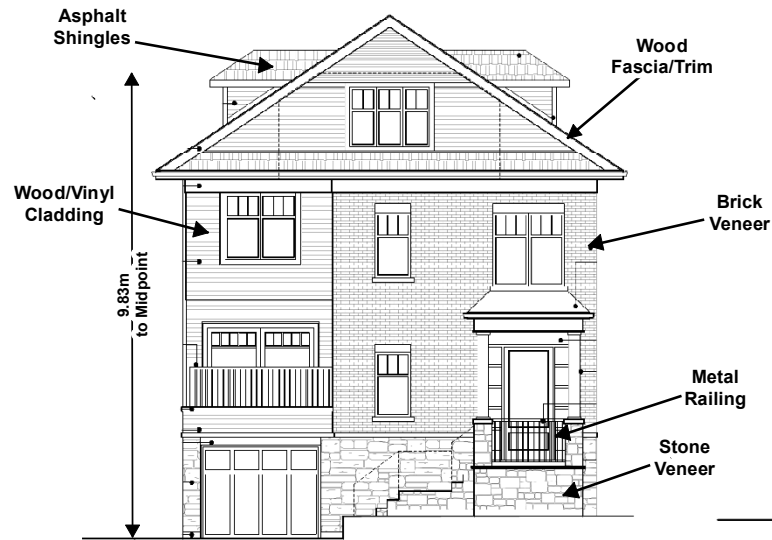 Asphalt
Shingles
Wood
Fascia/Trim
Wood/Vinyl
Cladding
Brick
Veneer
9.83m
to Midpoint
Metal
Railing
Stone
Veneer